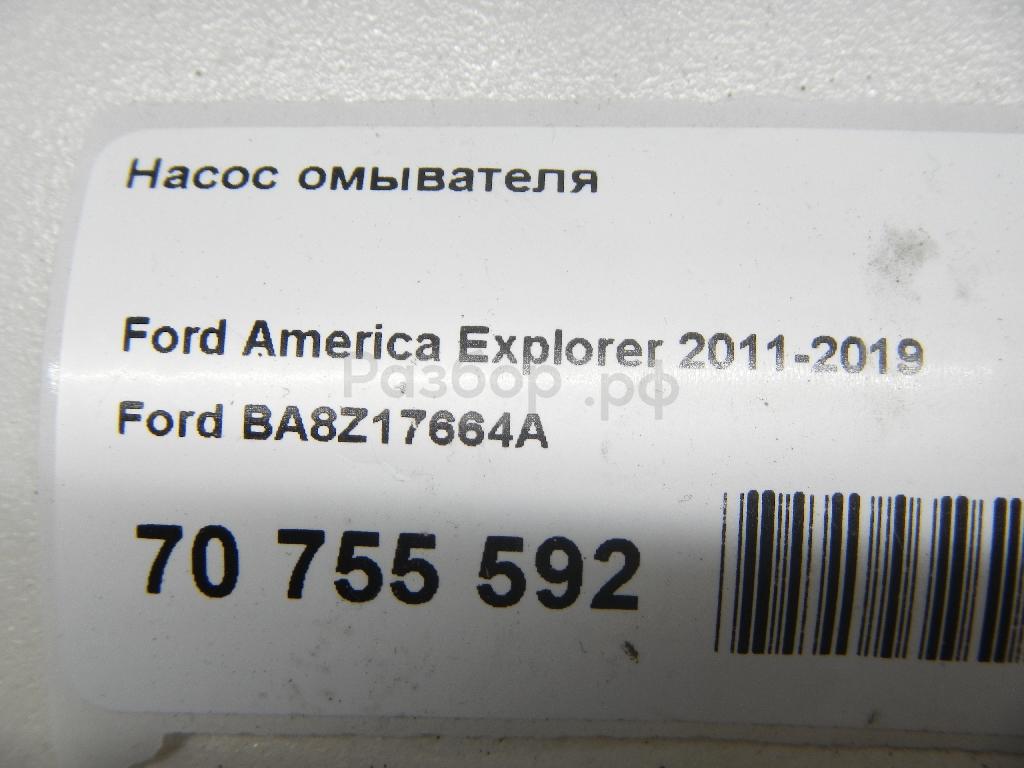 Насос омывателя
Ford America Explorer 2011-2019
Разбор.рф
Ford BA8Z17664A
70 755 592